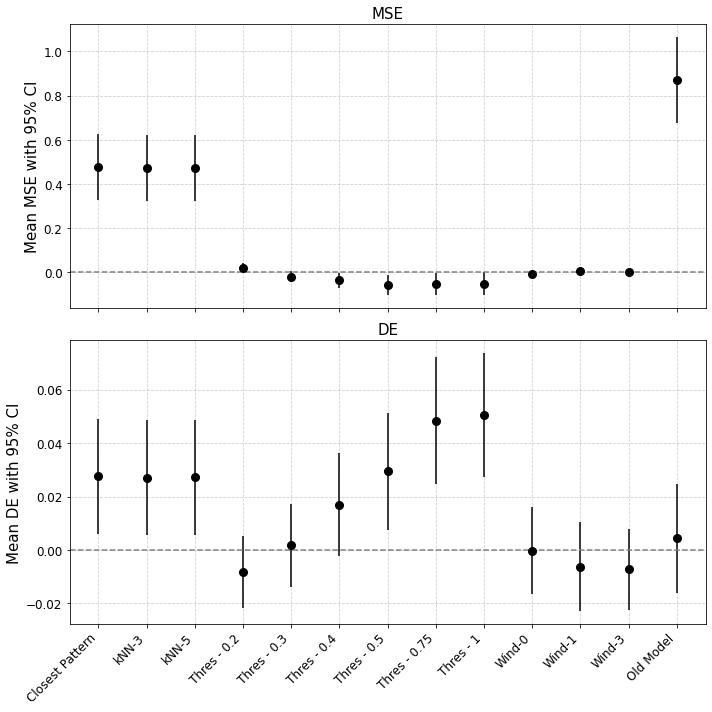 MSE
Mean MSE with 95% CI
1.0
0.8
0.6
0.4
0.2
0.0
DE
Mean DE with 95% CI
0.06
0.04
0.02
0.00
−0.02
Closest Pattern
kNN-3
kNN-5
Thres - 0.2
Thres - 0.3
Thres - 0.4
Thres - 0.5
Thres - 0.75
Thres - 1
Wind-0
Wind-1
Wind-3
Old Model